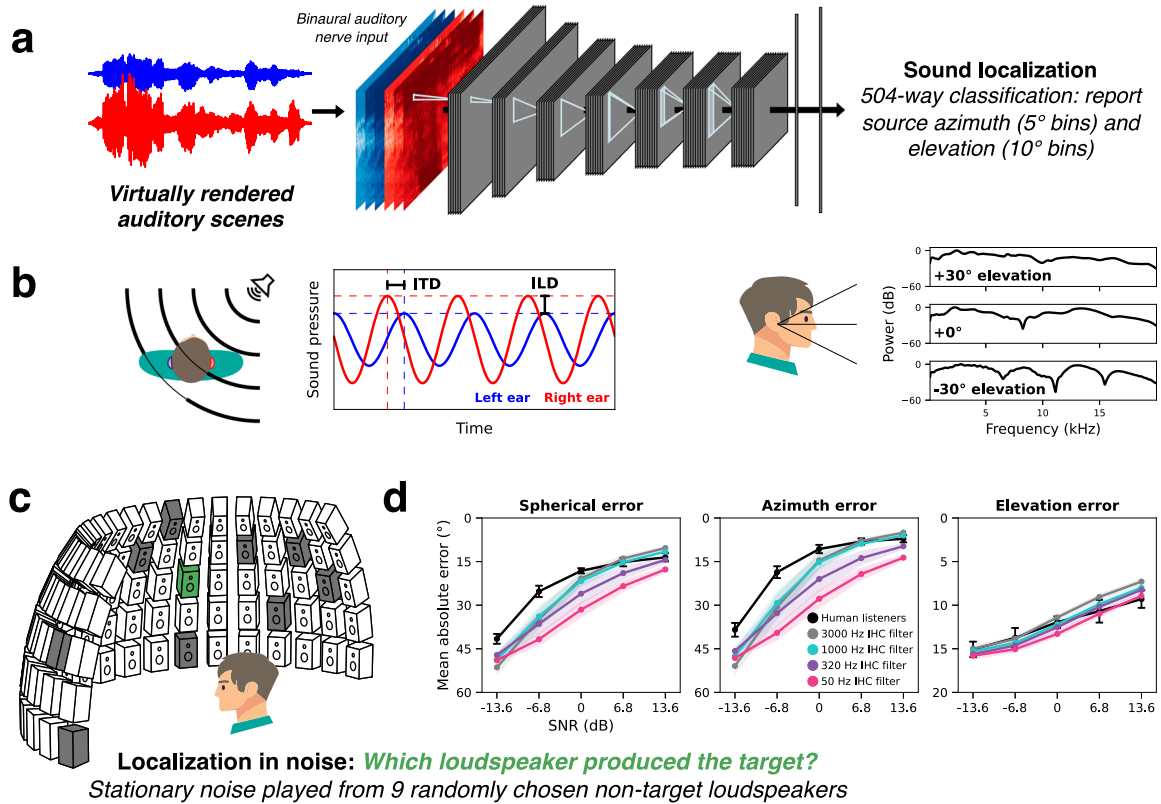 a
Binaural auditory
nerve input
Virtually rendered
auditory scenes
Sound localization
504-way classification: report
source azimuth (5° bins) and
elevation (10° bins)
b
Sound pressure
ITD
ILD
Left ear
Right ear
Time
Power (dB)
0
+30° elevation
−60
0
+0°
−60
0
-30° elevation
−60
5
10
15
Frequency (kHz)
c
d
Spherical error
Azimuth error
Elevation error
Mean absolute error (°)
0
15
30
45
60
-13.6
-6.8
0
6.8
13.6
SNR (dB)
0
15
30
45
60
Human listeners
3000 Hz IHC filter
1000 Hz IHC filter
320 Hz IHC filter
50 Hz IHC filter
-13.6
-6.8
0
6.8
13.6
0
5
10
15
20
-13.6
-6.8
0
6.8
13.6
Localization in noise: Which loudspeaker produced the target?
Stationary noise played from 9 randomly chosen non-target loudspeakers